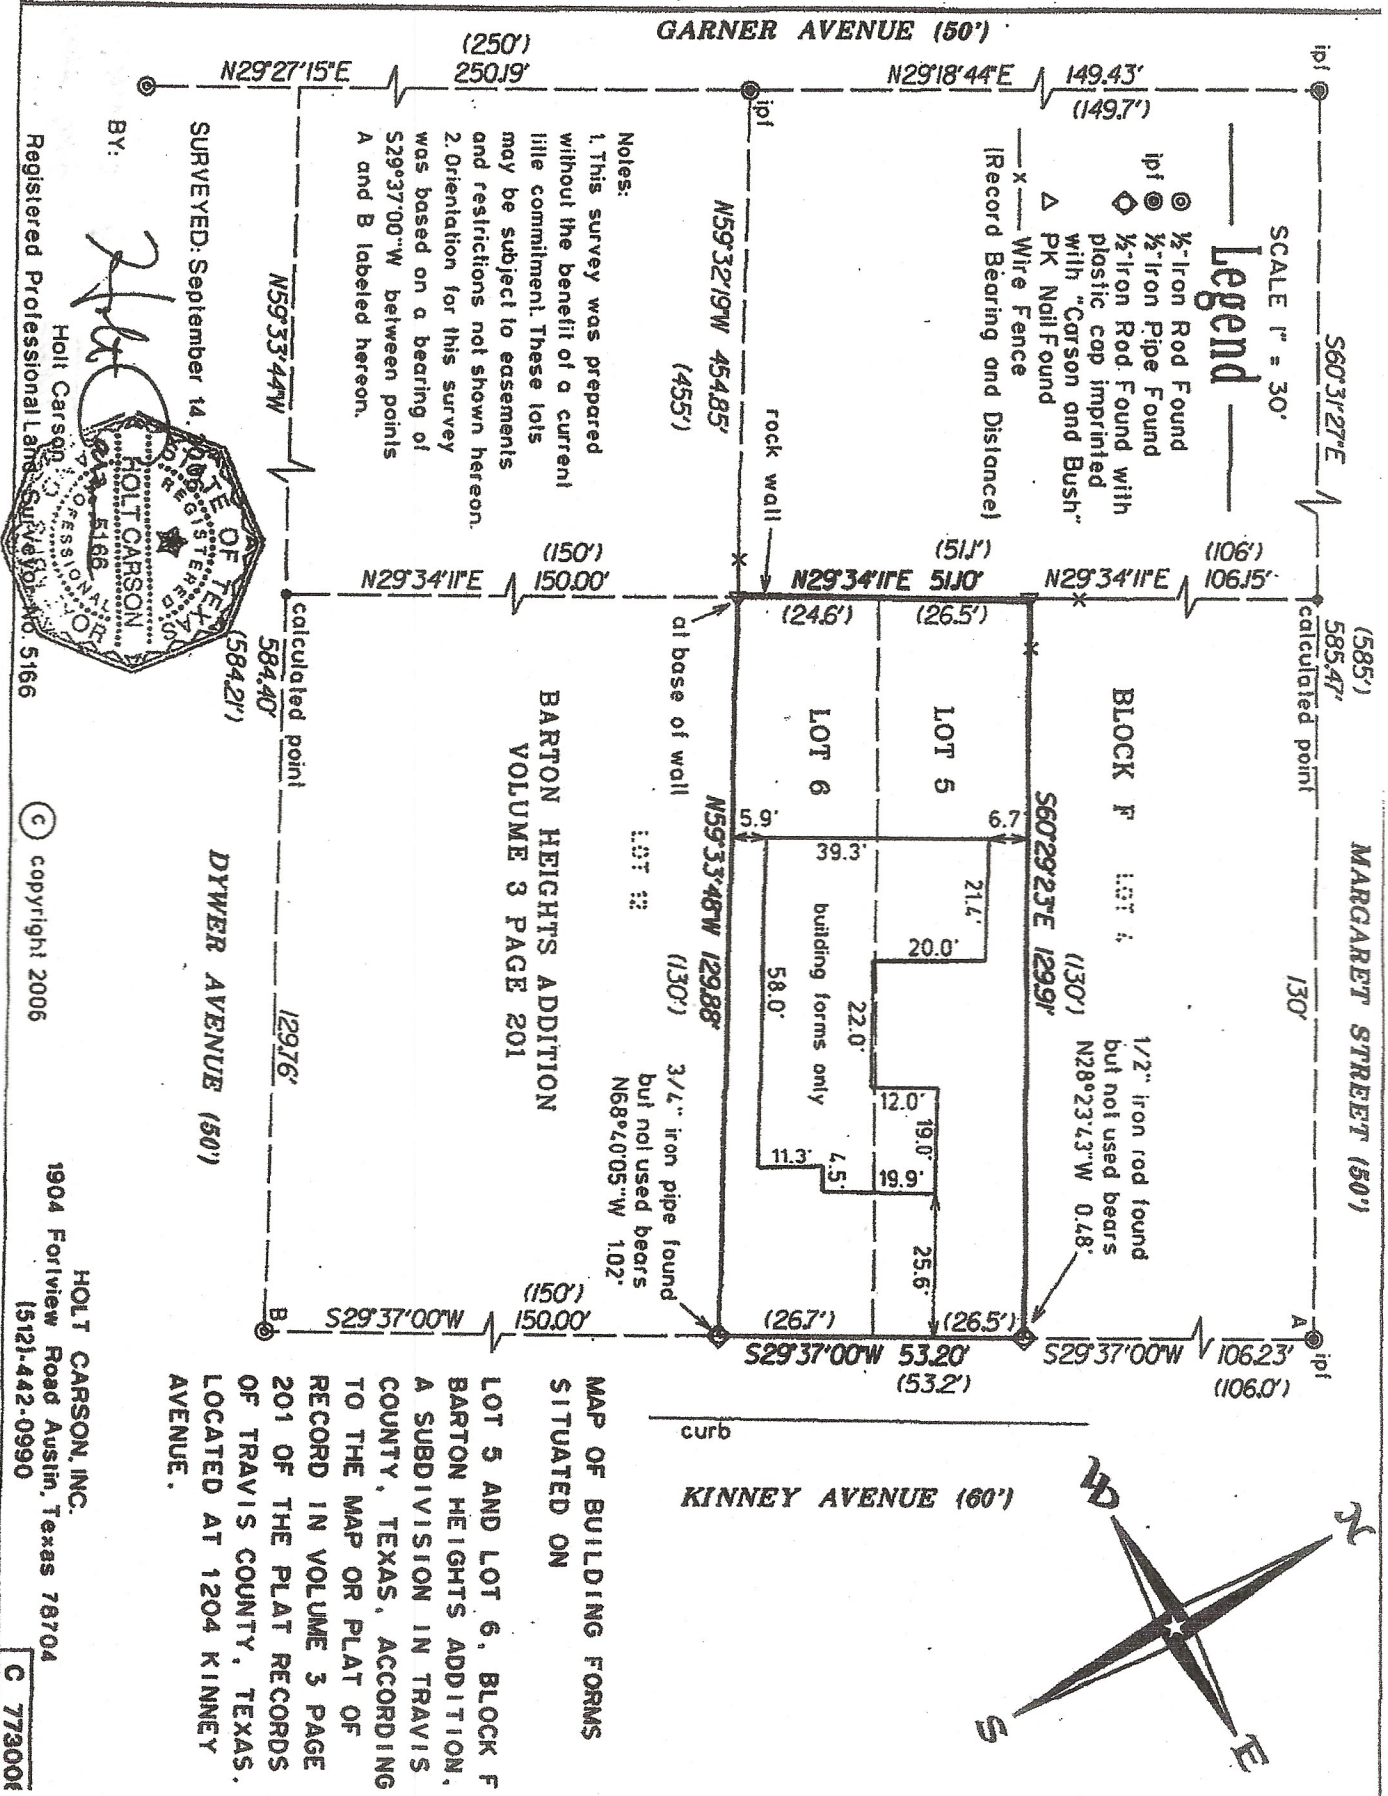 GARNER AVENUE (50')
(250')
250.19'
N29°27'15"E
N29°18'44"E
149.43'
(149.7')
ipf
ipf
SCALE 1" = 30'
Legend
½" Iron Rod Found
ipf ½" Iron Pipe Found
½" Iron Rod Found with
plastic cap imprinted
with "Carson and Bush"
PK Nail Found
—x— Wire Fence
(Record Bearing and Distance)
Notes:
1. This survey was prepared
without the benefit of a current
title commitment. These lots
may be subject to easements
and restrictions not shown hereon.
2. Orientation for this survey
was based on a bearing of
S29°37'00"W between points
A and B labeled hereon.
SURVEYED: September 14,
BY:
Holt Carson
Registered Professional Land Surveyor No. 5166
STATE OF TEXAS
REGISTERED
HOLT CARSON
5166
PROFESSIONAL
S60°31'27"E
(585')
585.47'
calculated point
130'
MARGARET STREET (50')
N59°32'19"W 454.85'
(455')
rock wall
N59°33'44"W
(150')
N29°34'11"E 150.00'
(51.1')
N29°34'11"E 51.10'
(24.6')
(26.5')
(106')
N29°34'11"E 106.15'
calculated point
584.40'
(584.21')
129.76'
DYWER AVENUE (50')
at base of wall
BARTON HEIGHTS ADDITION
VOLUME 3 PAGE 201
BLOCK F
LOT 4
LOT 5
LOT 6
S60°29'23"E 129.91'
(130')
N59°33'48"W 129.88'
(130')
5.9'
39.3'
6.7'
21.4'
20.0'
22.0'
12.0'
19.0'
19.9'
4.5'
11.3'
58.0'
25.6'
building forms only
1/2" iron rod found
but not used bears
N28°23'43"W 0.48'
3/4" iron pipe found
but not used bears
N68°40'05"W 1.02'
B
(150')
S29°37'00"W 150.00'
(26.7')
(26.5')
S29°37'00"W 53.20'
(53.2')
S29°37'00"W 106.23'
(106.0')
A
ipf
curb
KINNEY AVENUE (60')
N
E
S
MAP OF BUILDING FORMS
SITUATED ON
LOT 5 AND LOT 6, BLOCK F
BARTON HEIGHTS ADDITION,
A SUBDIVISION IN TRAVIS
COUNTY, TEXAS, ACCORDING
TO THE MAP OR PLAT OF
RECORD IN VOLUME 3 PAGE
201 OF THE PLAT RECORDS
OF TRAVIS COUNTY, TEXAS.
LOCATED AT 1204 KINNEY
AVENUE.
© copyright 2006
HOLT CARSON, INC.
1904 Fortview Road Austin, Texas 78704
(512)-442-0990
C 77300